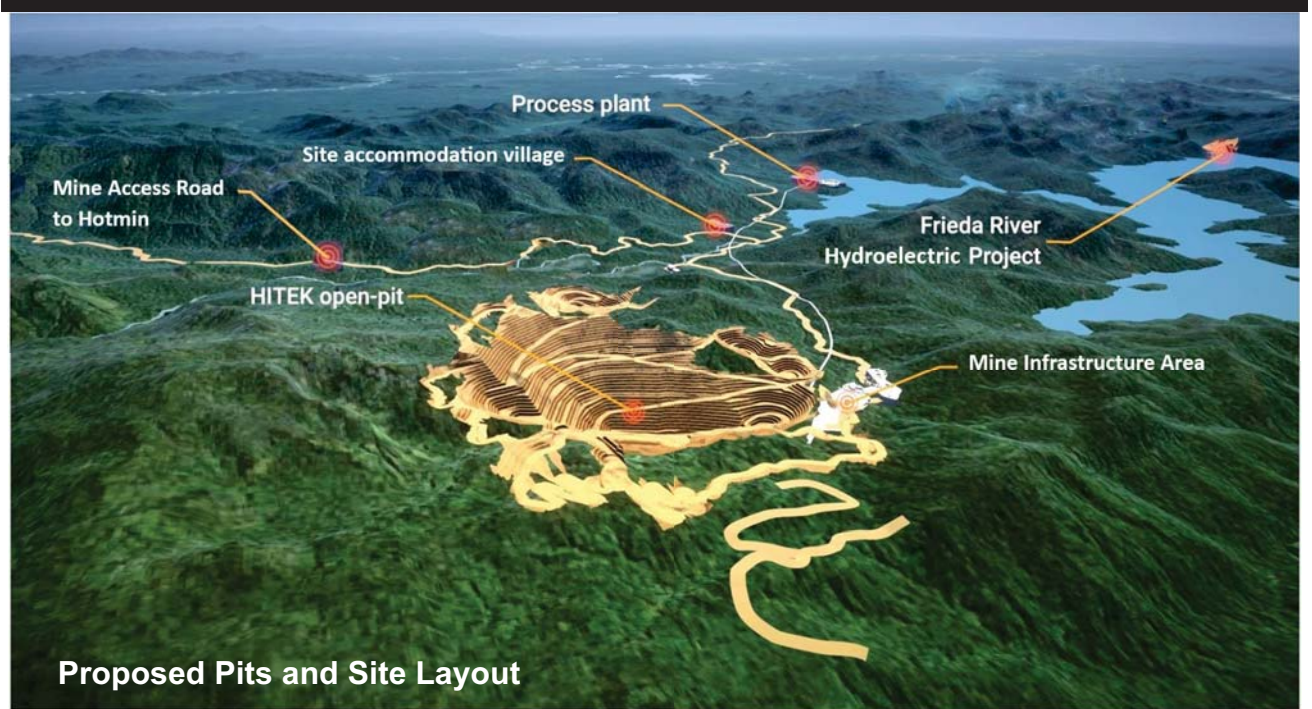 Process plant
Site accommodation village
Mine Access Road
to Hotmin
Frieda River
Hydroelectric Project
HITEK open-pit
Mine Infrastructure Area
Proposed Pits and Site Layout